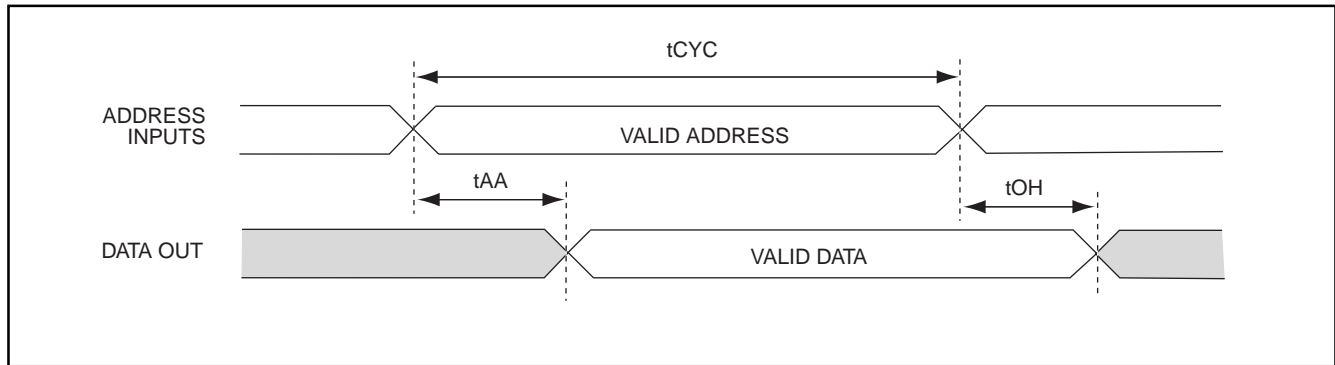 tCYC
ADDRESS
INPUTS
VALID ADDRESS
tAA
tOH
DATA OUT
VALID DATA